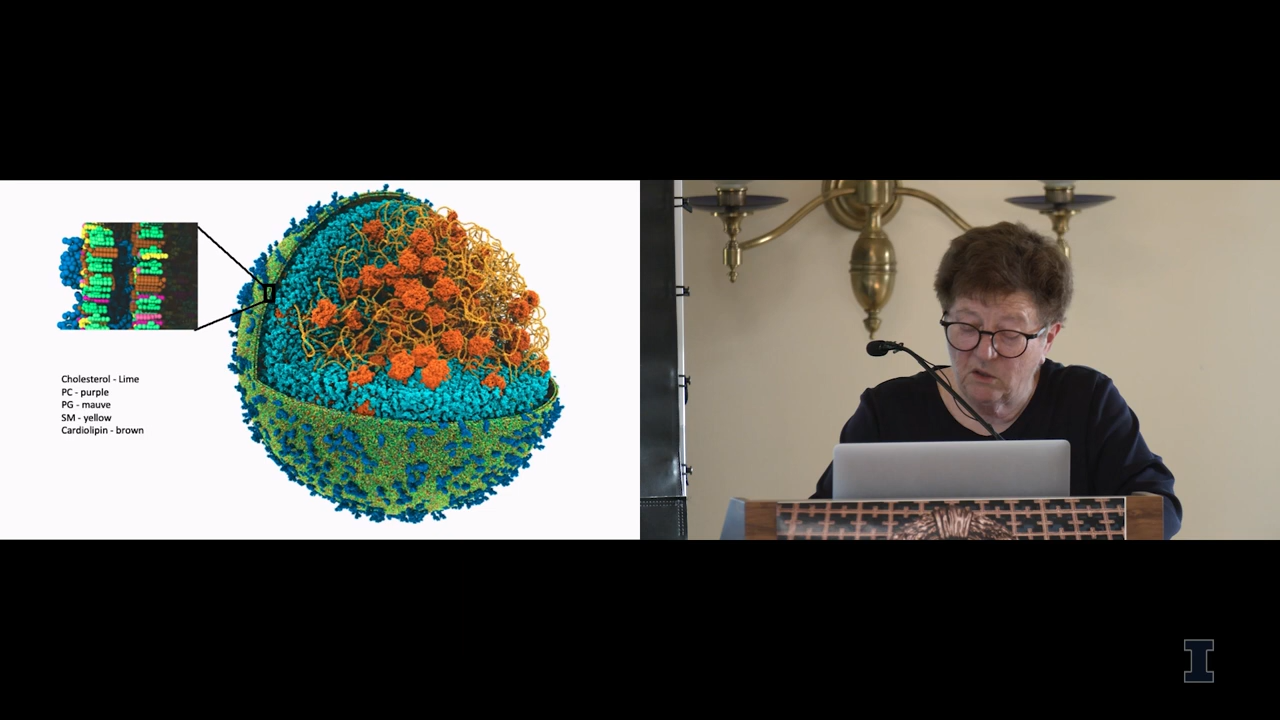 Cholesterol - Lime
PC - purple
PG - mauve
SM - yellow
Cardiolipin - brown
I